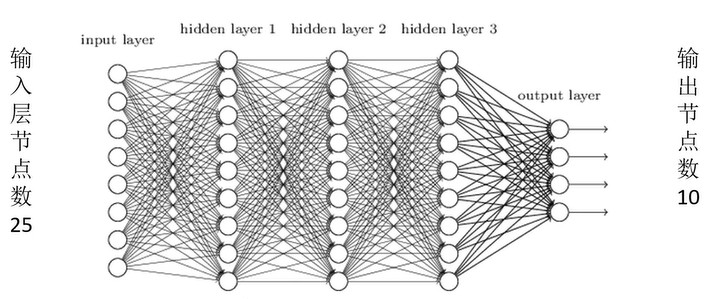 输入层节点数25
input layer
hidden layer 1
hidden layer 2
hidden layer 3
output layer
输出节点数10